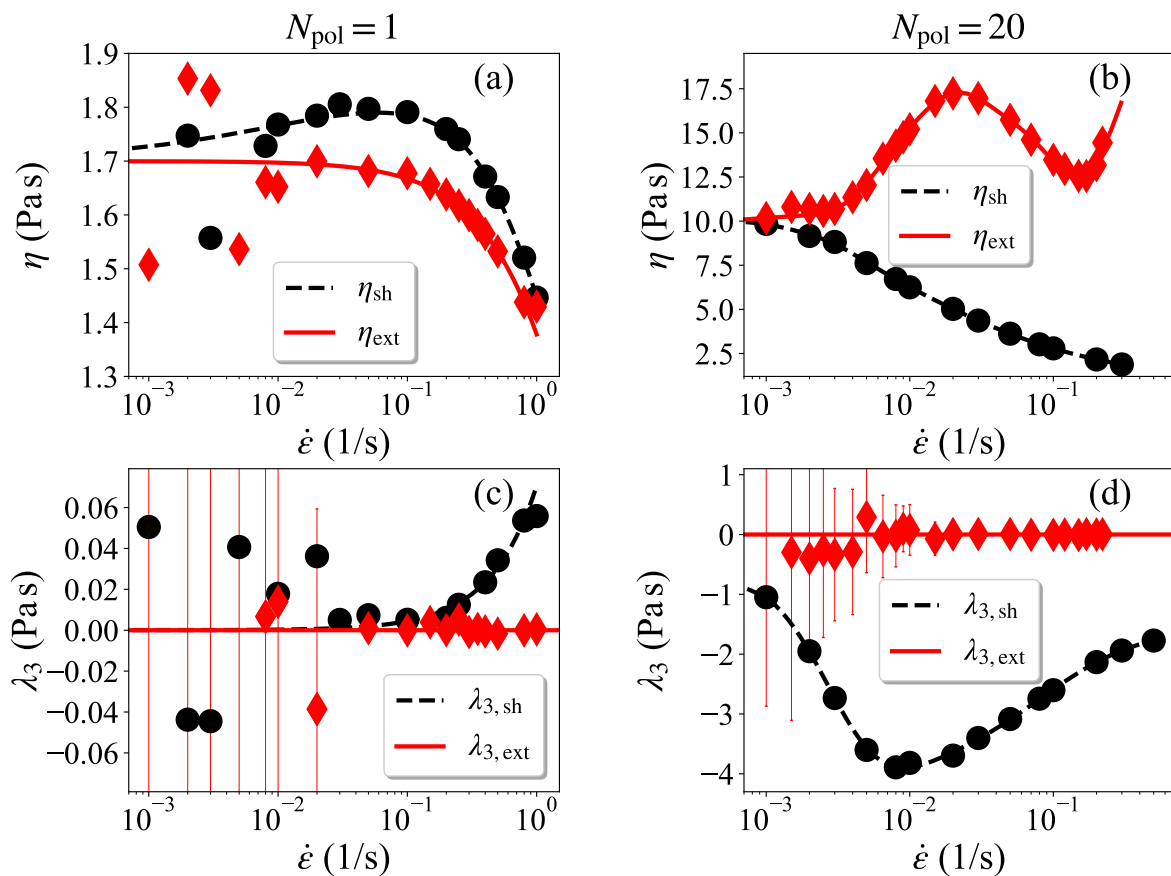 N_pol = 1
1.9
1.8
1.7
1.6
1.5
1.4
1.3
η (Pa s)
(a)
η_sh
η_ext
10^−3 10^−2 10^−1 10^0
ε̇ (1/s)
N_pol = 20
17.5
15.0
12.5
10.0
7.5
5.0
2.5
η (Pa s)
(b)
η_sh
η_ext
10^−3 10^−2 10^−1
ε̇ (1/s)
0.06
0.04
0.02
0.00
−0.02
−0.04
−0.06
λ_3 (Pa s)
(c)
λ_3, sh
λ_3, ext
10^−3 10^−2 10^−1 10^0
ε̇ (1/s)
1
0
−1
−2
−3
−4
λ_3 (Pa s)
(d)
λ_3, sh
λ_3, ext
10^−3 10^−2 10^−1
ε̇ (1/s)